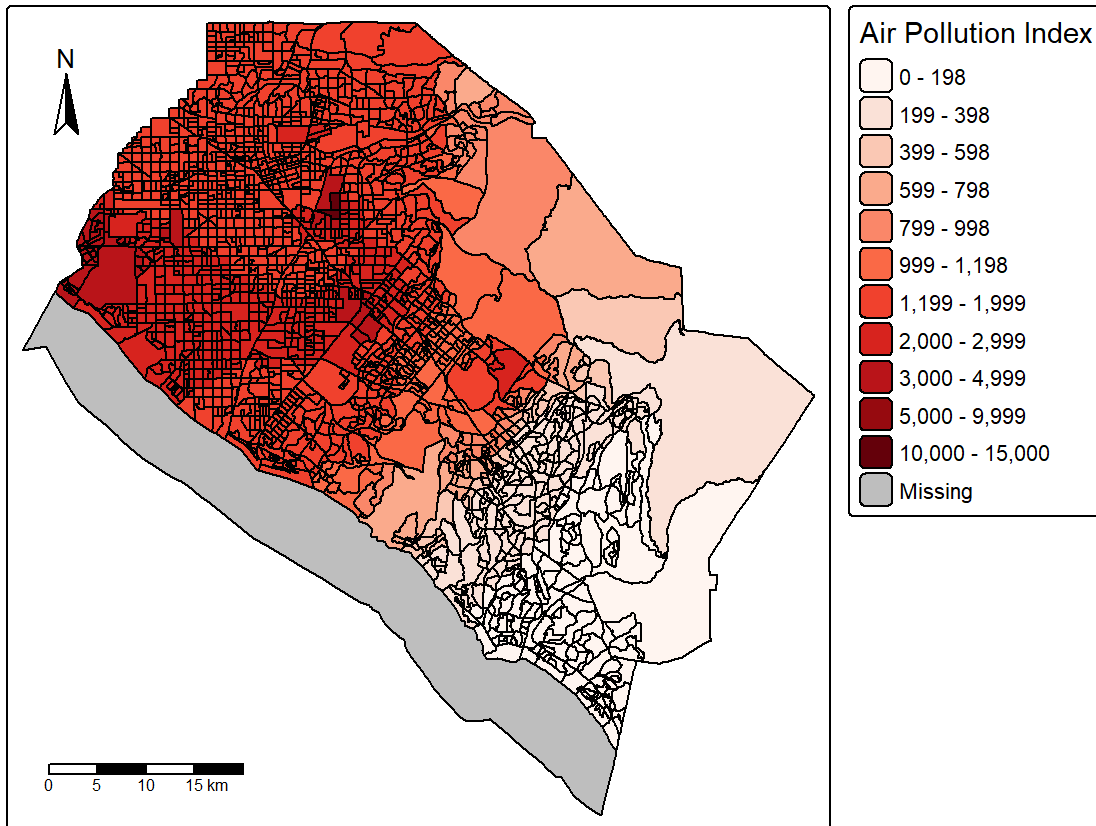 N
0 5 10 15 km
Air Pollution Index
0 - 198
199 - 398
399 - 598
599 - 798
799 - 998
999 - 1,198
1,199 - 1,999
2,000 - 2,999
3,000 - 4,999
5,000 - 9,999
10,000 - 15,000
Missing